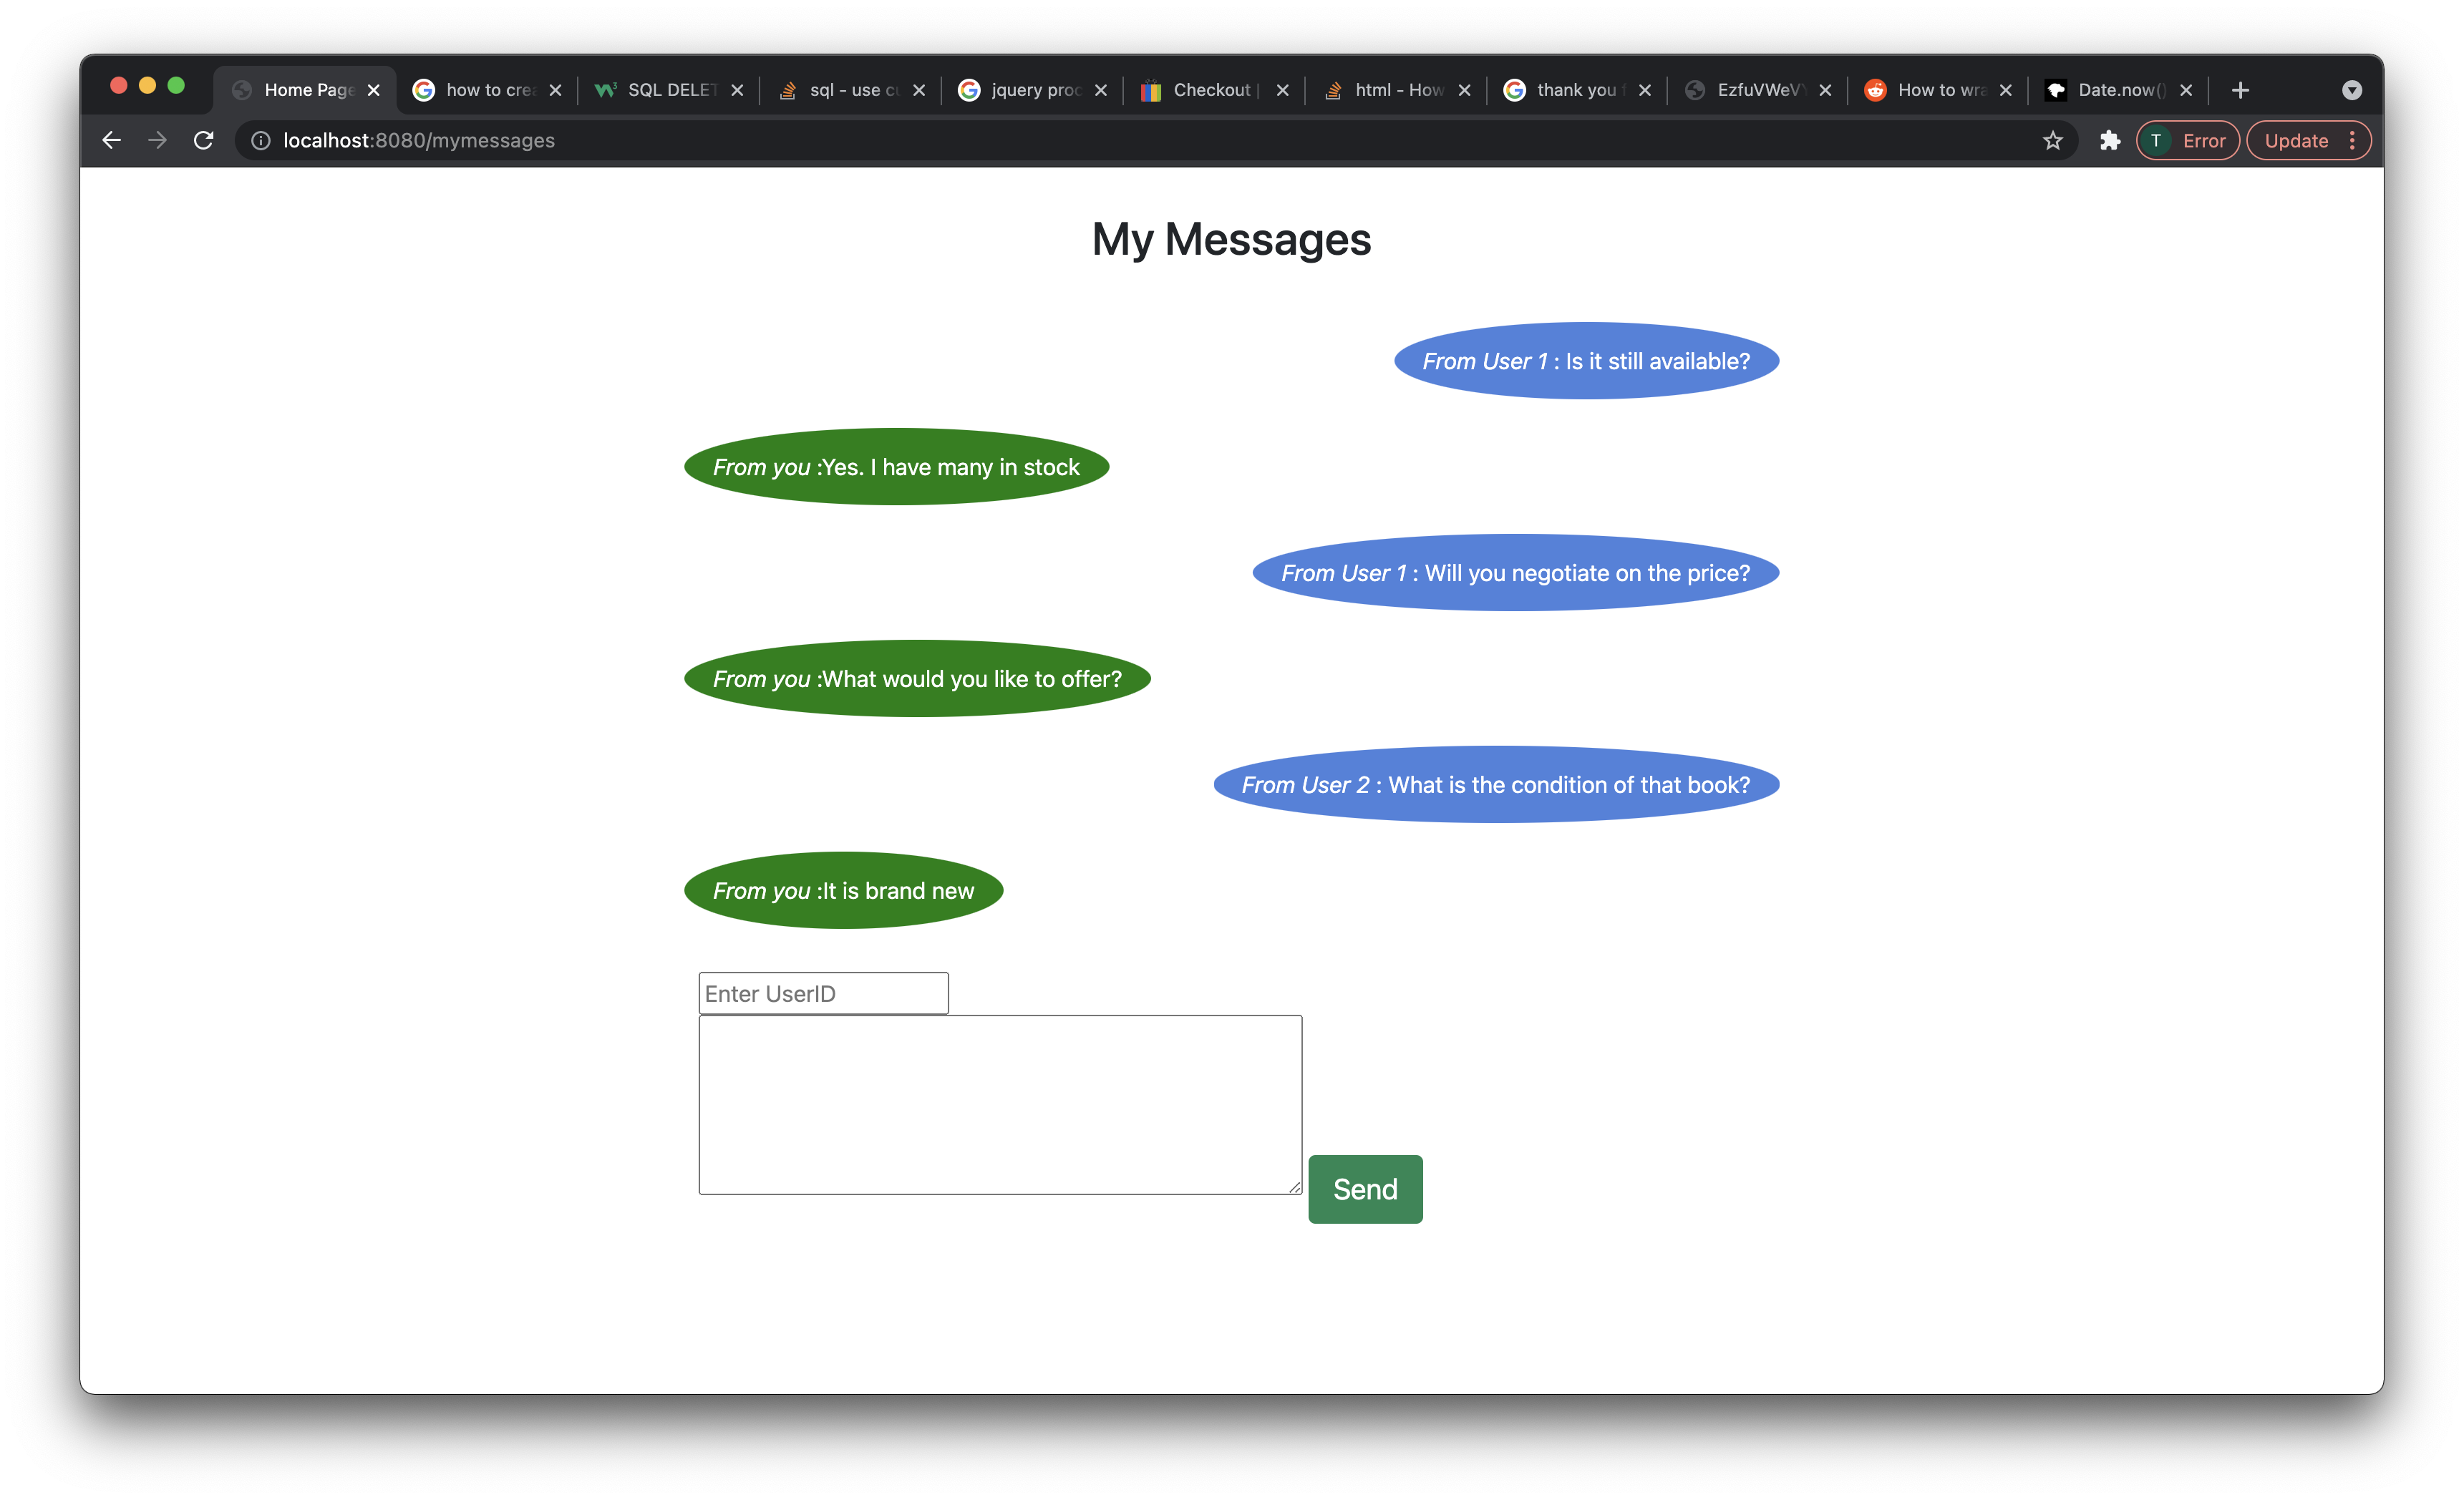 Home Page
how to cre
SQL DELET
sql - use cu
jquery proc
Checkout |
html - How
thank you f
EzfuVWeVY
How to wra
Date.now()
localhost:8080/mymessages
T Error
Update
My Messages
From User 1 : Is it still available?
From you :Yes. I have many in stock
From User 1 : Will you negotiate on the price?
From you :What would you like to offer?
From User 2 : What is the condition of that book?
From you :It is brand new
Enter UserID
Send